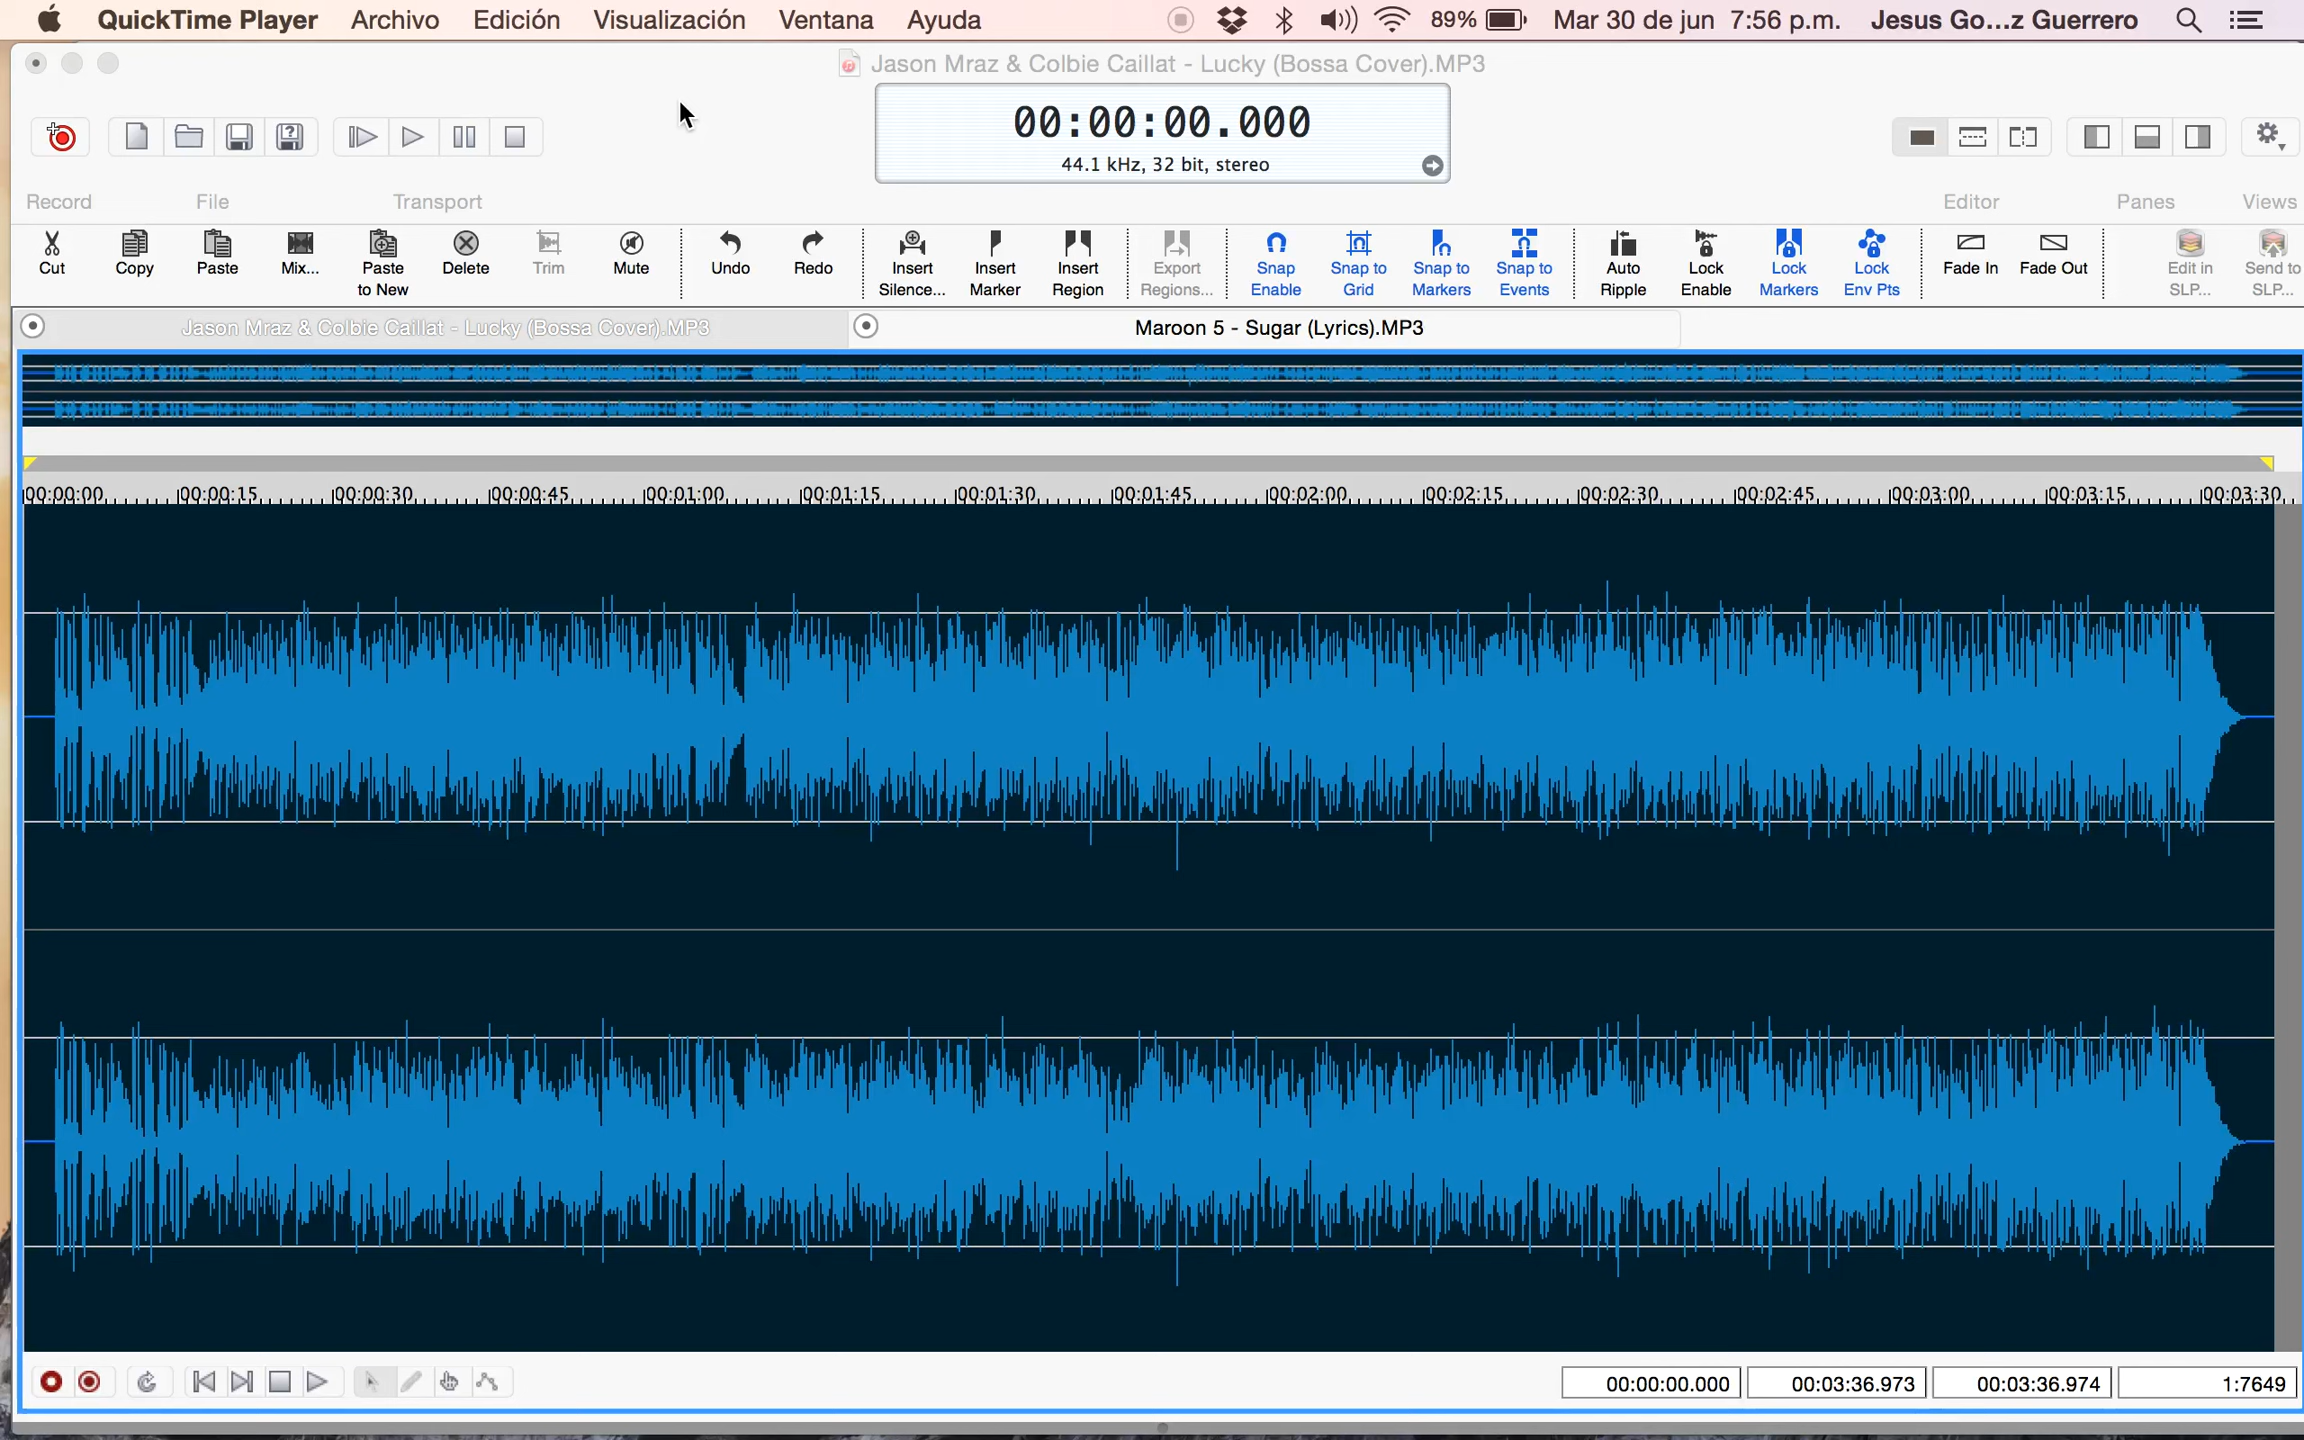 QuickTime Player Archivo Edición Visualización Ventana Ayuda 89% Mar 30 de jun 7:56 p.m. Jesus Go...z Guerrero
Jason Mraz & Colbie Caillat - Lucky (Bossa Cover).MP3
00:00:00.000
44.1 kHz, 32 bit, stereo
Record File Transport Editor Panes Views
Cut Copy Paste Mix... Paste to New Delete Trim Mute Undo Redo Insert Silence... Insert Marker Insert Region Export Regions... Snap Enable Snap to Grid Snap to Markers Snap to Events Auto Ripple Lock Enable Lock Markers Lock Env Pts Fade In Fade Out Edit in SLP... Send to SLP...
Jason Mraz & Colbie Caillat - Lucky (Bossa Cover).MP3 Maroon 5 - Sugar (Lyrics).MP3
00:00:00 00:00:15 00:00:30 00:00:45 00:01:00 00:01:15 00:01:30 00:01:45 00:02:00 00:02:15 00:02:30 00:02:45 00:03:00 00:03:15 00:03:30
00:00:00.000 00:03:36.973 00:03:36.974 1:7649